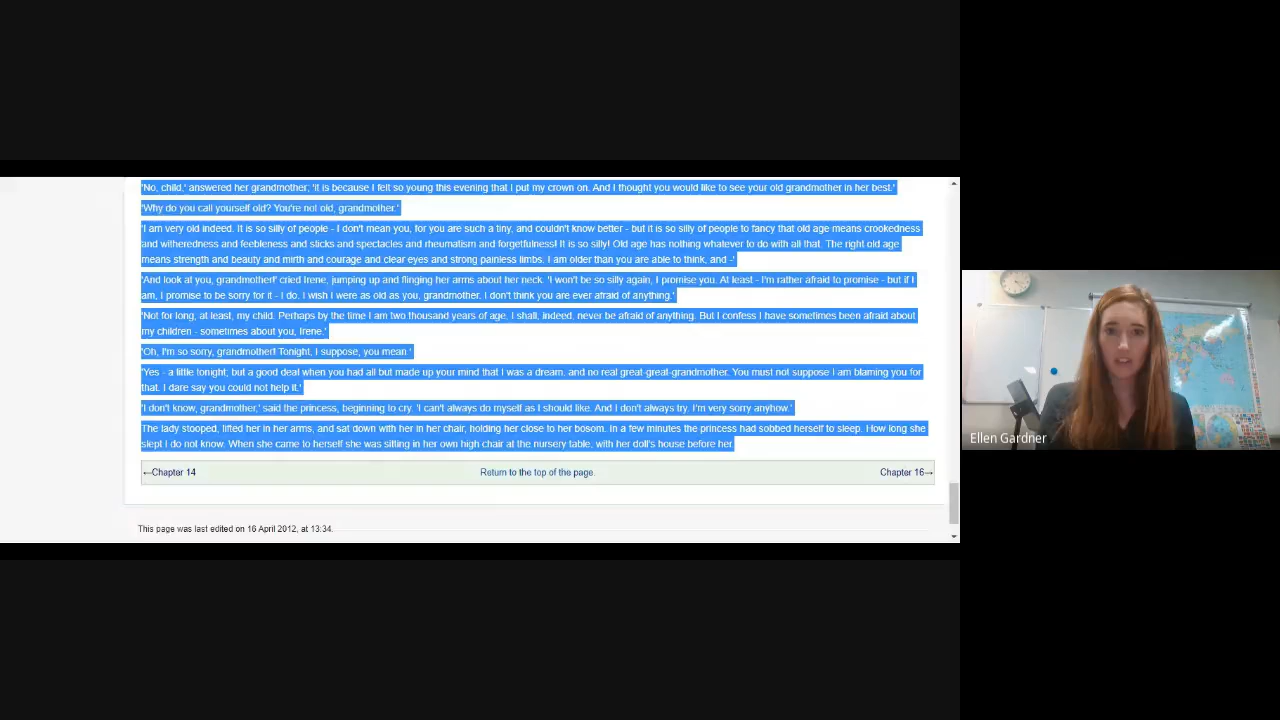 'No, child,' answered her grandmother; 'it is because I felt so young this evening that I put my crown on. And I thought you would like to see your old grandmother in her best.'
'Why do you call yourself old? You're not old, grandmother.'
'I am very old indeed. It is so silly of people - I don't mean you, for you are such a tiny, and couldn't know better - but it is so silly of people to fancy that old age means crookedness
and witheredness and feebleness and sticks and spectacles and rheumatism and forgetfulness! It is so silly! Old age has nothing whatever to do with all that. The right old age
means strength and beauty and mirth and courage and clear eyes and strong painless limbs. I am older than you are able to think, and -'
'And look at you, grandmother!' cried Irene, jumping up and flinging her arms about her neck. 'I won't be so silly again, I promise you. At least - I'm rather afraid to promise - but if I
am, I promise to be sorry for it - I do. I wish I were as old as you, grandmother. I don't think you are ever afraid of anything.'
'Not for long, at least, my child. Perhaps by the time I am two thousand years of age, I shall, indeed, never be afraid of anything. But I confess I have sometimes been afraid about
my children - sometimes about you, Irene.'
'Oh, I'm so sorry, grandmother! Tonight, I suppose, you mean.'
'Yes - a little tonight; but a good deal when you had all but made up your mind that I was a dream, and no real great-great-grandmother. You must not suppose I am blaming you for
that. I dare say you could not help it.'
'I don't know, grandmother,' said the princess, beginning to cry. 'I can't always do myself as I should like. And I don't always try. I'm very sorry anyhow.'
The lady stooped, lifted her in her arms, and sat down with her in her chair, holding her close to her bosom. In a few minutes the princess had sobbed herself to sleep. How long she
slept I do not know. When she came to herself she was sitting in her own high chair at the nursery table, with her doll's house before her.
←Chapter 14 Return to the top of the page. Chapter 16→
This page was last edited on 16 April 2012, at 13:34.
Ellen Gardner